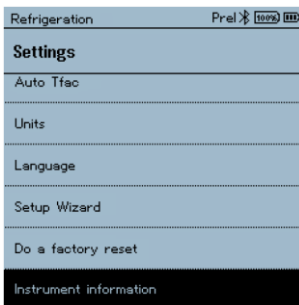 Refrigeration Prel 100%
Settings
Auto Tfac
Units
Language
Setup Wizard
Do a factory reset
Instrument information